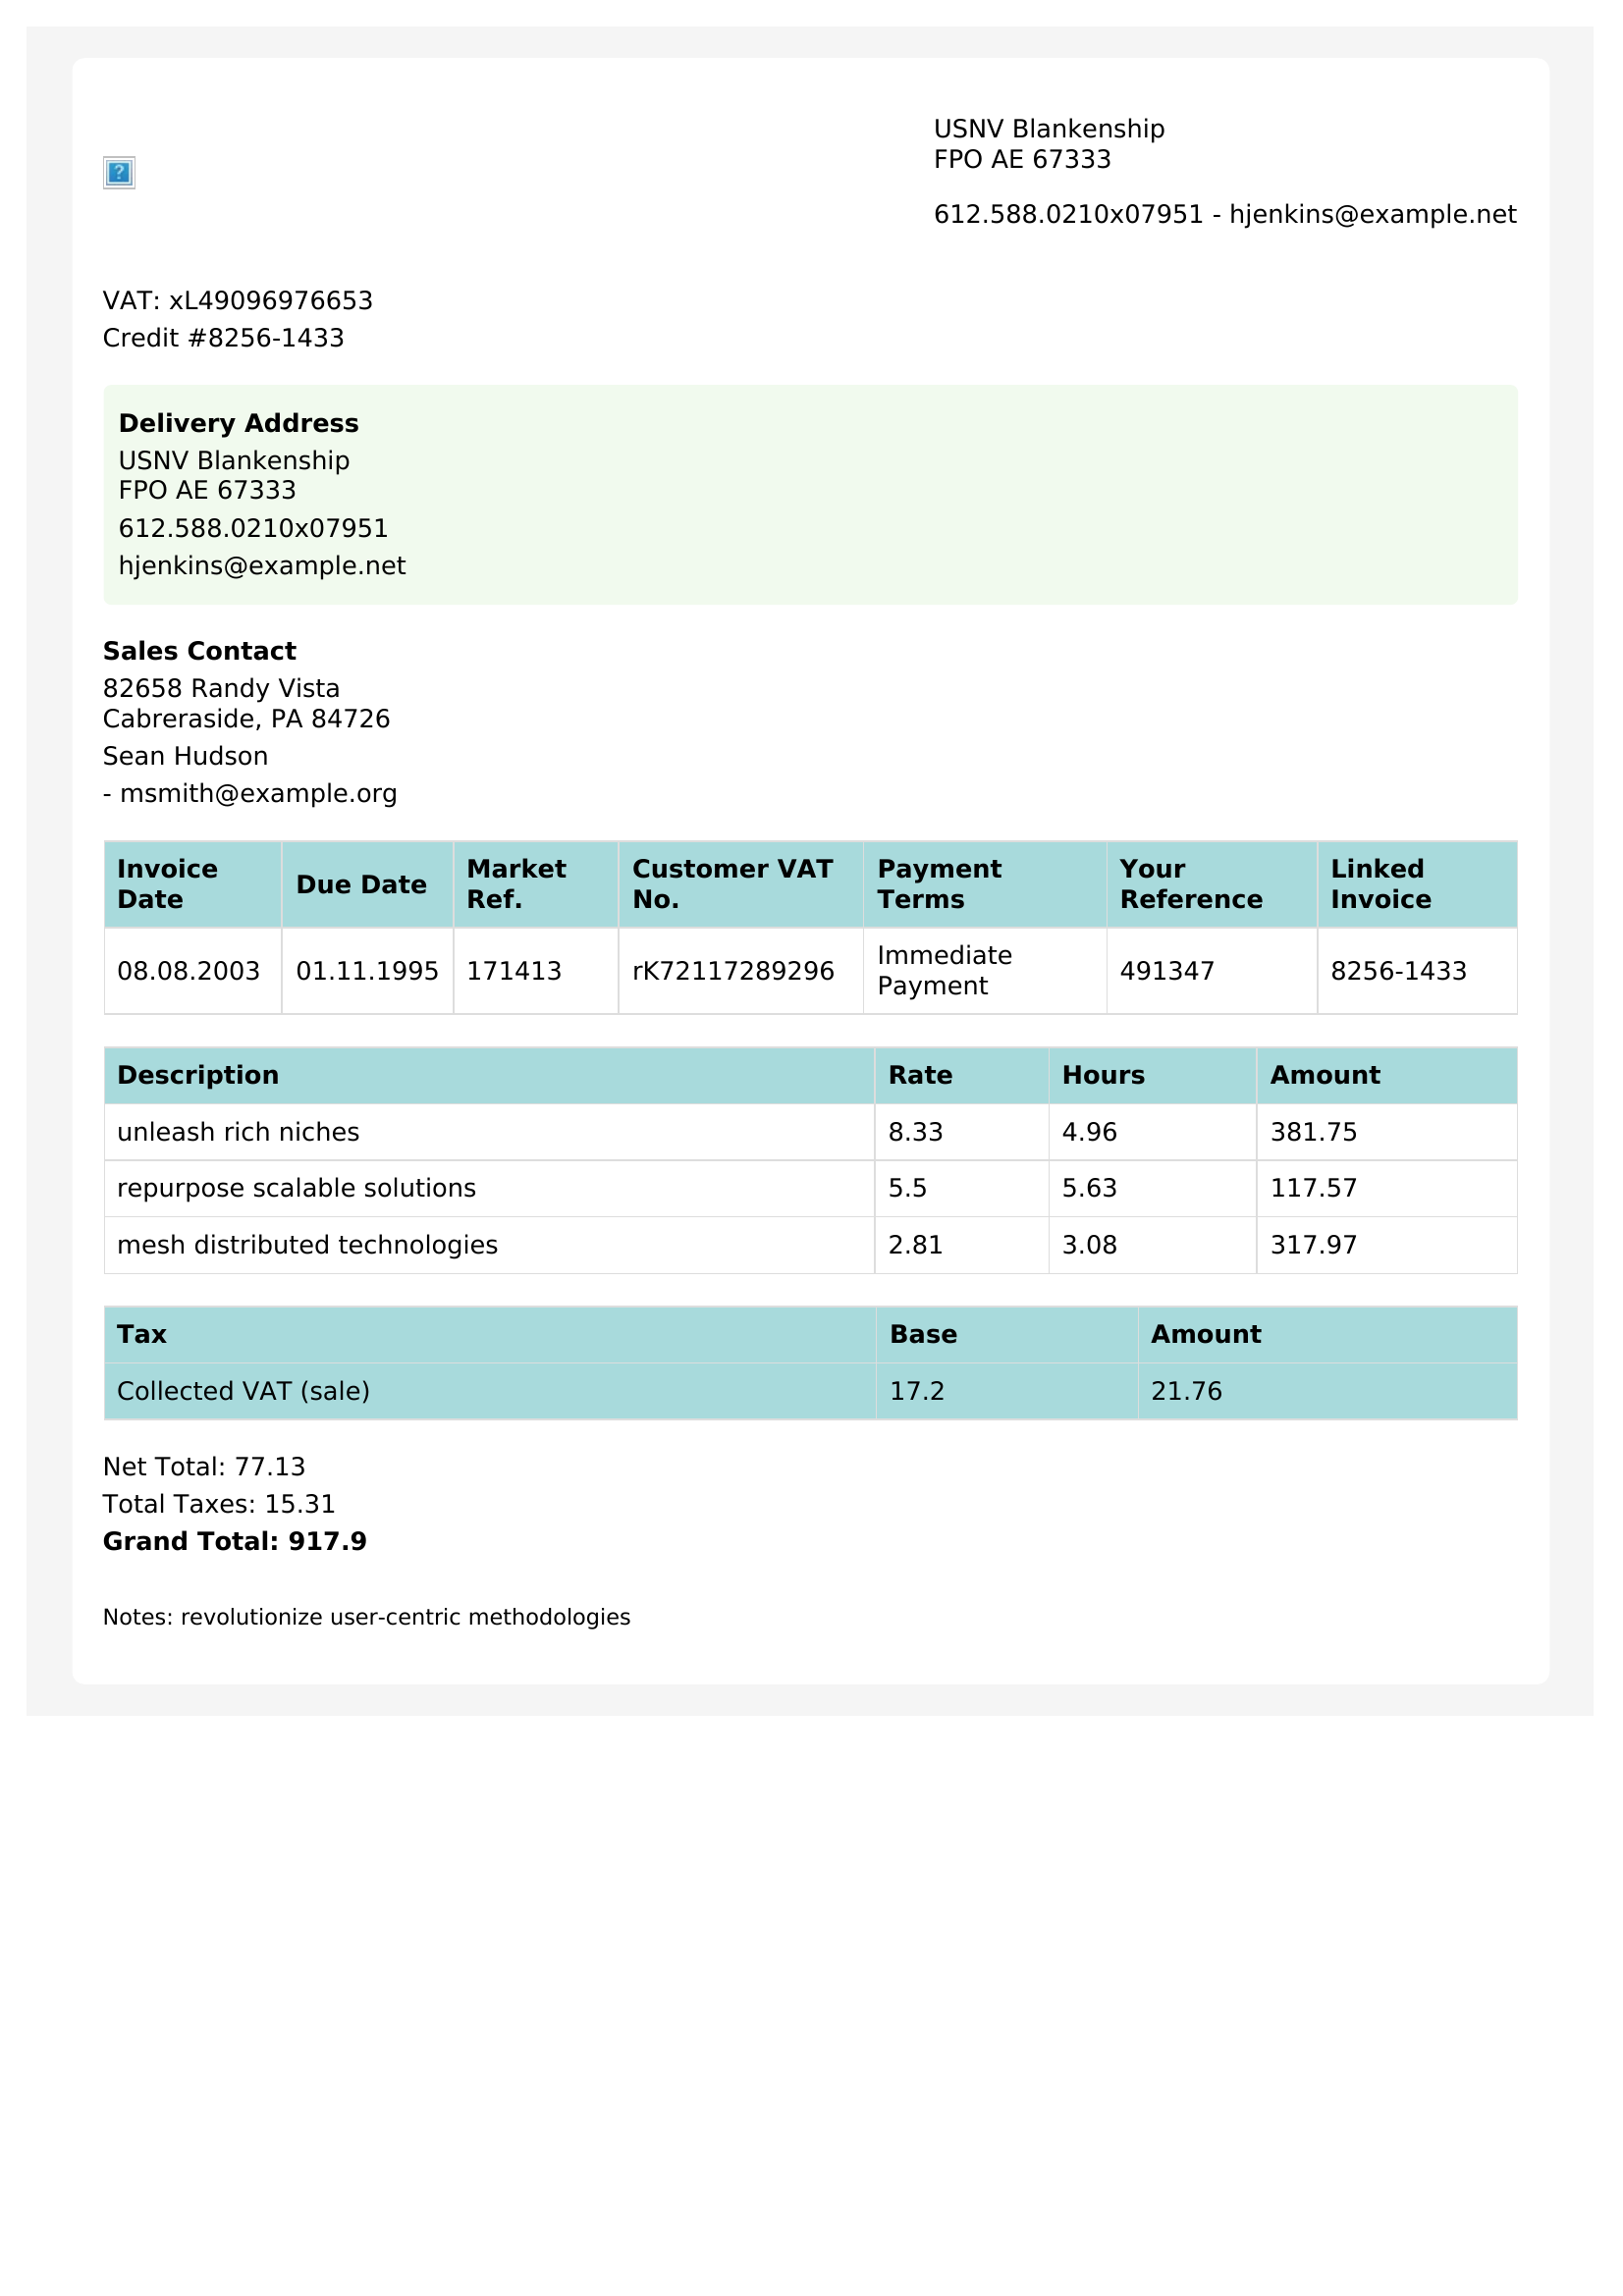 USNV Blankenship
FPO AE 67333
612.588.0210x07951 - hjenkins@example.net
VAT: xL49096976653
Credit #8256-1433
Delivery Address
USNV Blankenship
FPO AE 67333
612.588.0210x07951
hjenkins@example.net
Sales Contact
82658 Randy Vista
Cabreraside, PA 84726
Sean Hudson
- msmith@example.org
Invoice Date Due Date Market Ref. Customer VAT No. Payment Terms Your Reference Linked Invoice
08.08.2003 01.11.1995 171413 rK72117289296 Immediate Payment 491347 8256-1433
Description Rate Hours Amount
unleash rich niches 8.33 4.96 381.75
repurpose scalable solutions 5.5 5.63 117.57
mesh distributed technologies 2.81 3.08 317.97
Tax Base Amount
Collected VAT (sale) 17.2 21.76
Net Total: 77.13
Total Taxes: 15.31
Grand Total: 917.9
Notes: revolutionize user-centric methodologies